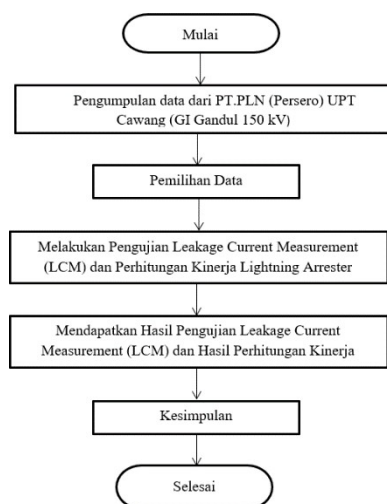 Mulai
Pengumpulan data dari PT.PLN (Persero) UPT
Cawang (GI Gandul 150 kV)
Pemilihan Data
Melakukan Pengujian Leakage Current Measurement
(LCM) dan Perhitungan Kinerja Lightning Arrester
Mendapatkan Hasil Pengujian Leakage Current
Measurement (LCM) dan Hasil Perhitungan Kinerja
Kesimpulan
Selesai